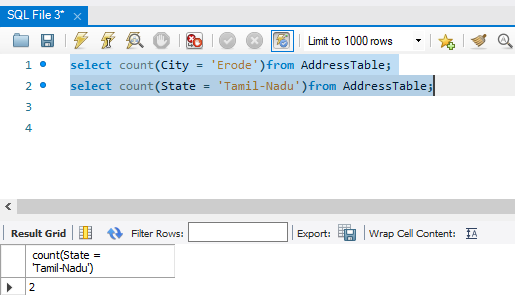 SQL File 3* ×
Limit to 1000 rows
1 select count(City = 'Erode')from AddressTable;
2 select count(State = 'Tamil-Nadu')from AddressTable;
3
4
Result Grid Filter Rows: Export: Wrap Cell Content: IA
count(State =
'Tamil-Nadu')
2